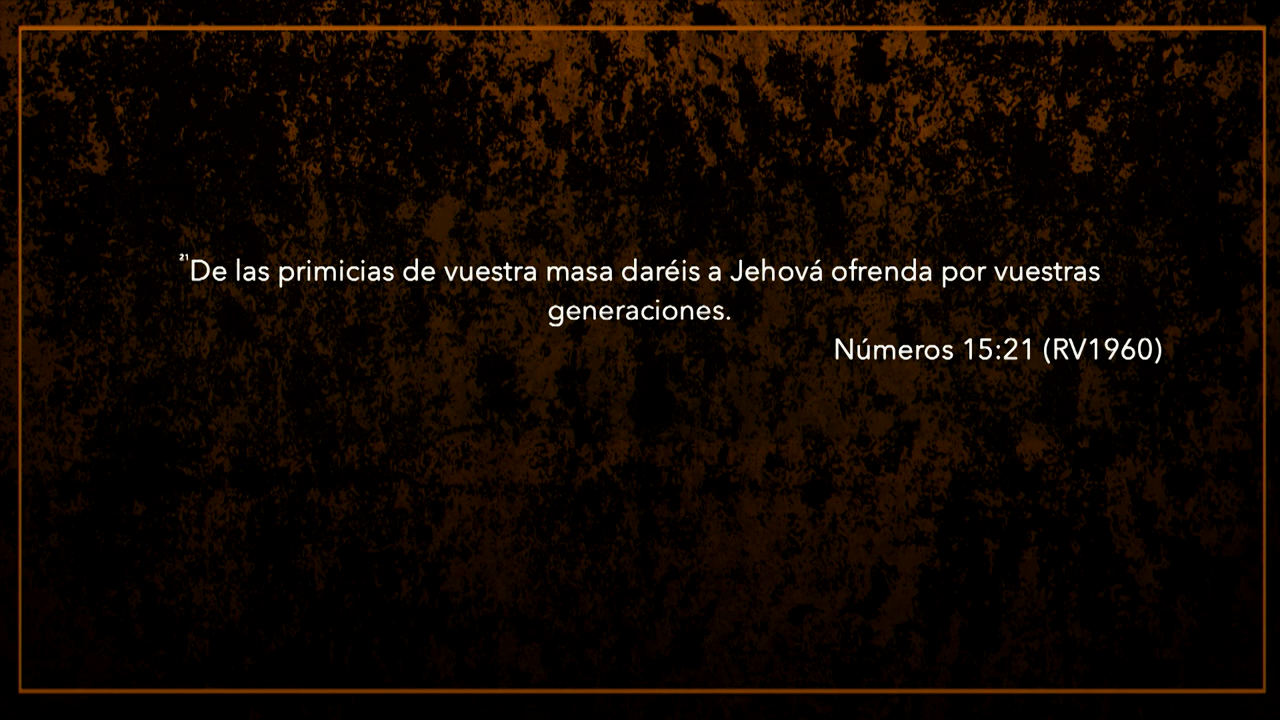 ²¹De las primicias de vuestra masa daréis a Jehová ofrenda por vuestras
generaciones.
Números 15:21 (RV1960)